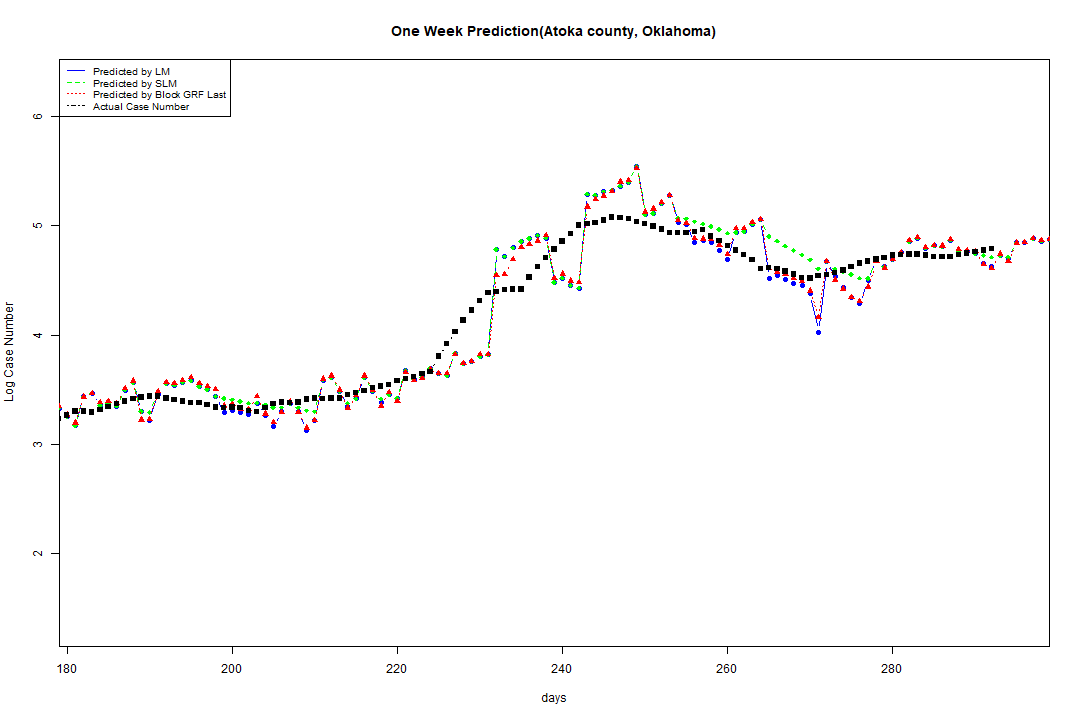 One Week Prediction(Atoka county, Oklahoma)
Predicted by LM
Predicted by SLM
Predicted by Block GRF Last
Actual Case Number
6
5
4
3
2
Log Case Number
180 200 220 240 260 280
days